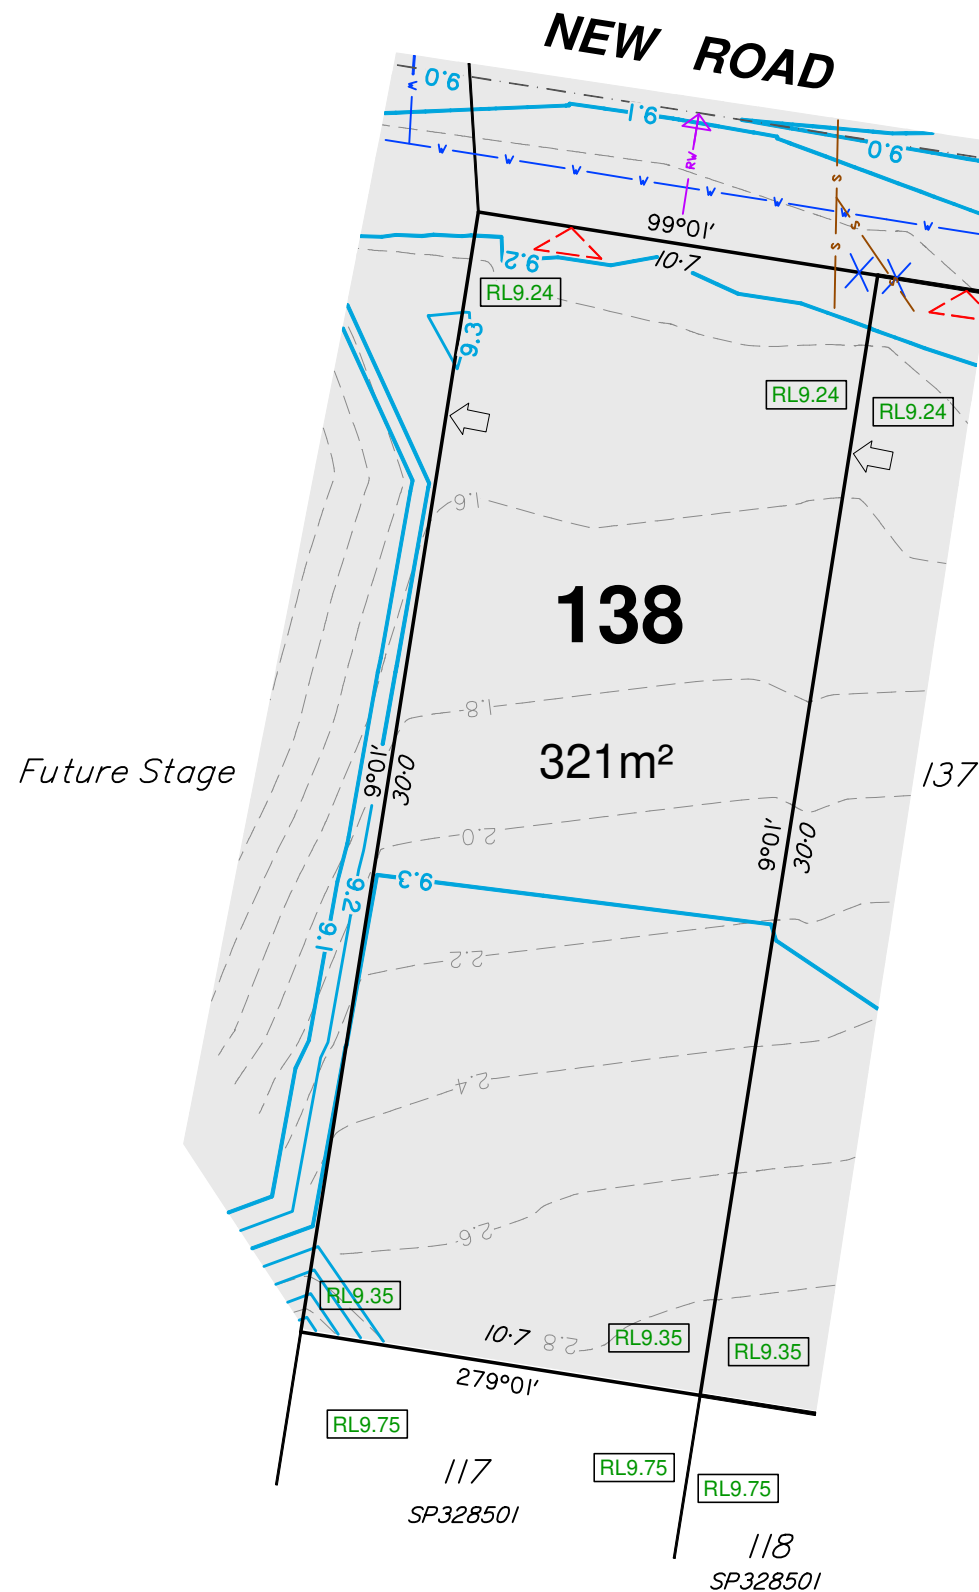 NEW ROAD
9.0
W
9.1
9.0
RW
W W W W W W W W
S
S
S
99°01'
10·7
9.2
RL9.24
9.3
RL9.24
RL9.24
1.6
138
1.8
321m²
Future Stage
9°01'
30·0
137
2.0
9°01'
30·0
9.3
9.2
9.1
2.2
2.4
2.6
RL9.35
10·7
2.8
RL9.35
RL9.35
279°01'
RL9.75
117
SP328501
RL9.75
RL9.75
118
SP328501